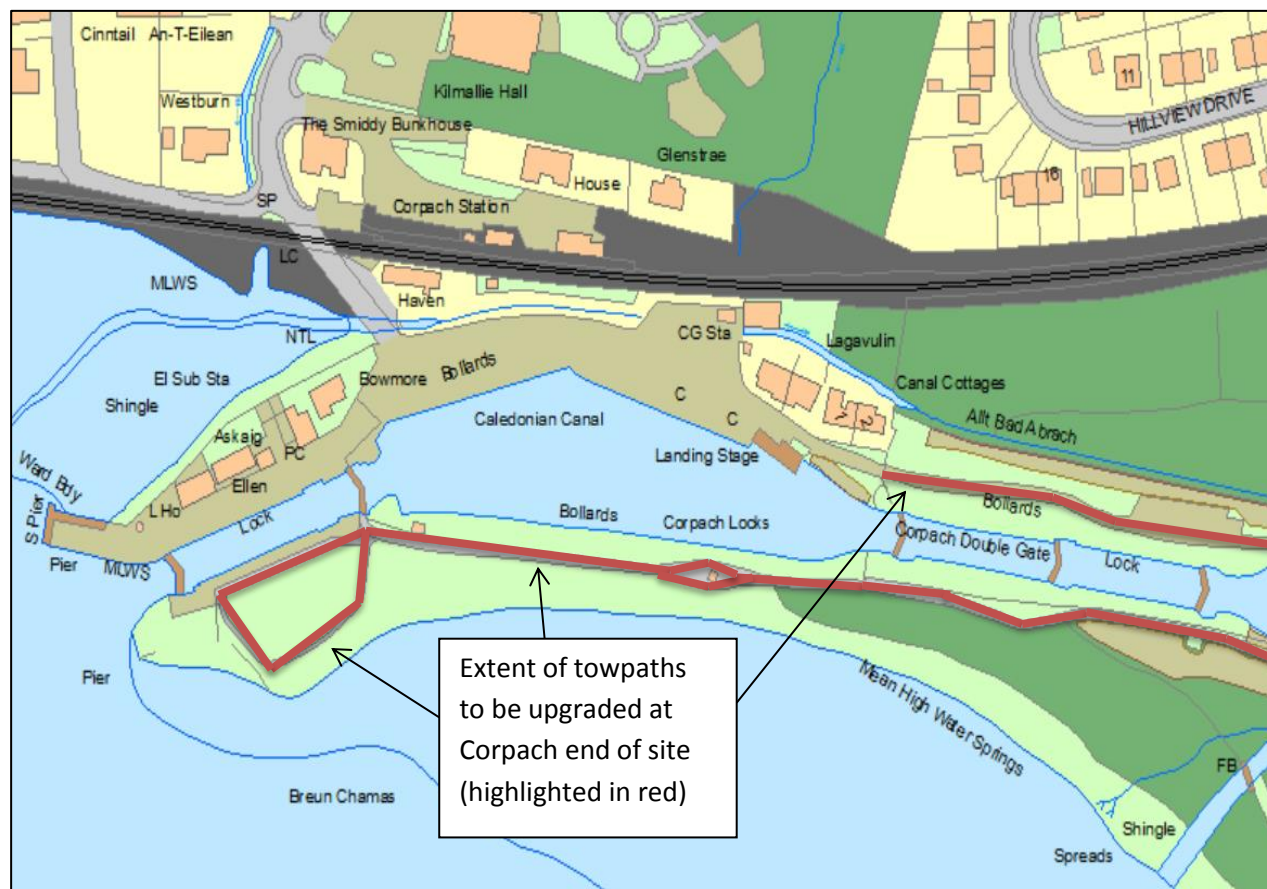 Cinntail
An-T-Eilean
Kilmallie Hall
Westburn
The Smiddy Bunkhouse
11
HILLVIEW DRIVE
Glenstrae
House
16
SP
Corpach Station
LC
MLWS
Haven
NTL
CG Sta
Lagavulin
El Sub Sta
Bowmore
Bollards
Canal Cottages
Shingle
C
1
2
Caledonian Canal
C
Allt Bad Abrach
Askaig
PC
Landing Stage
Ward Bdy
Ellen
L Ho
Lock
Bollards
Corpach Locks
Bollards
S Pier
Corpach Double Gate
Lock
Pier
MLWS
Extent of towpaths
to be upgraded at
Corpach end of site
(highlighted in red)
Pier
Mean High Water Springs
Breun Chamas
FB
Shingle
Spreads